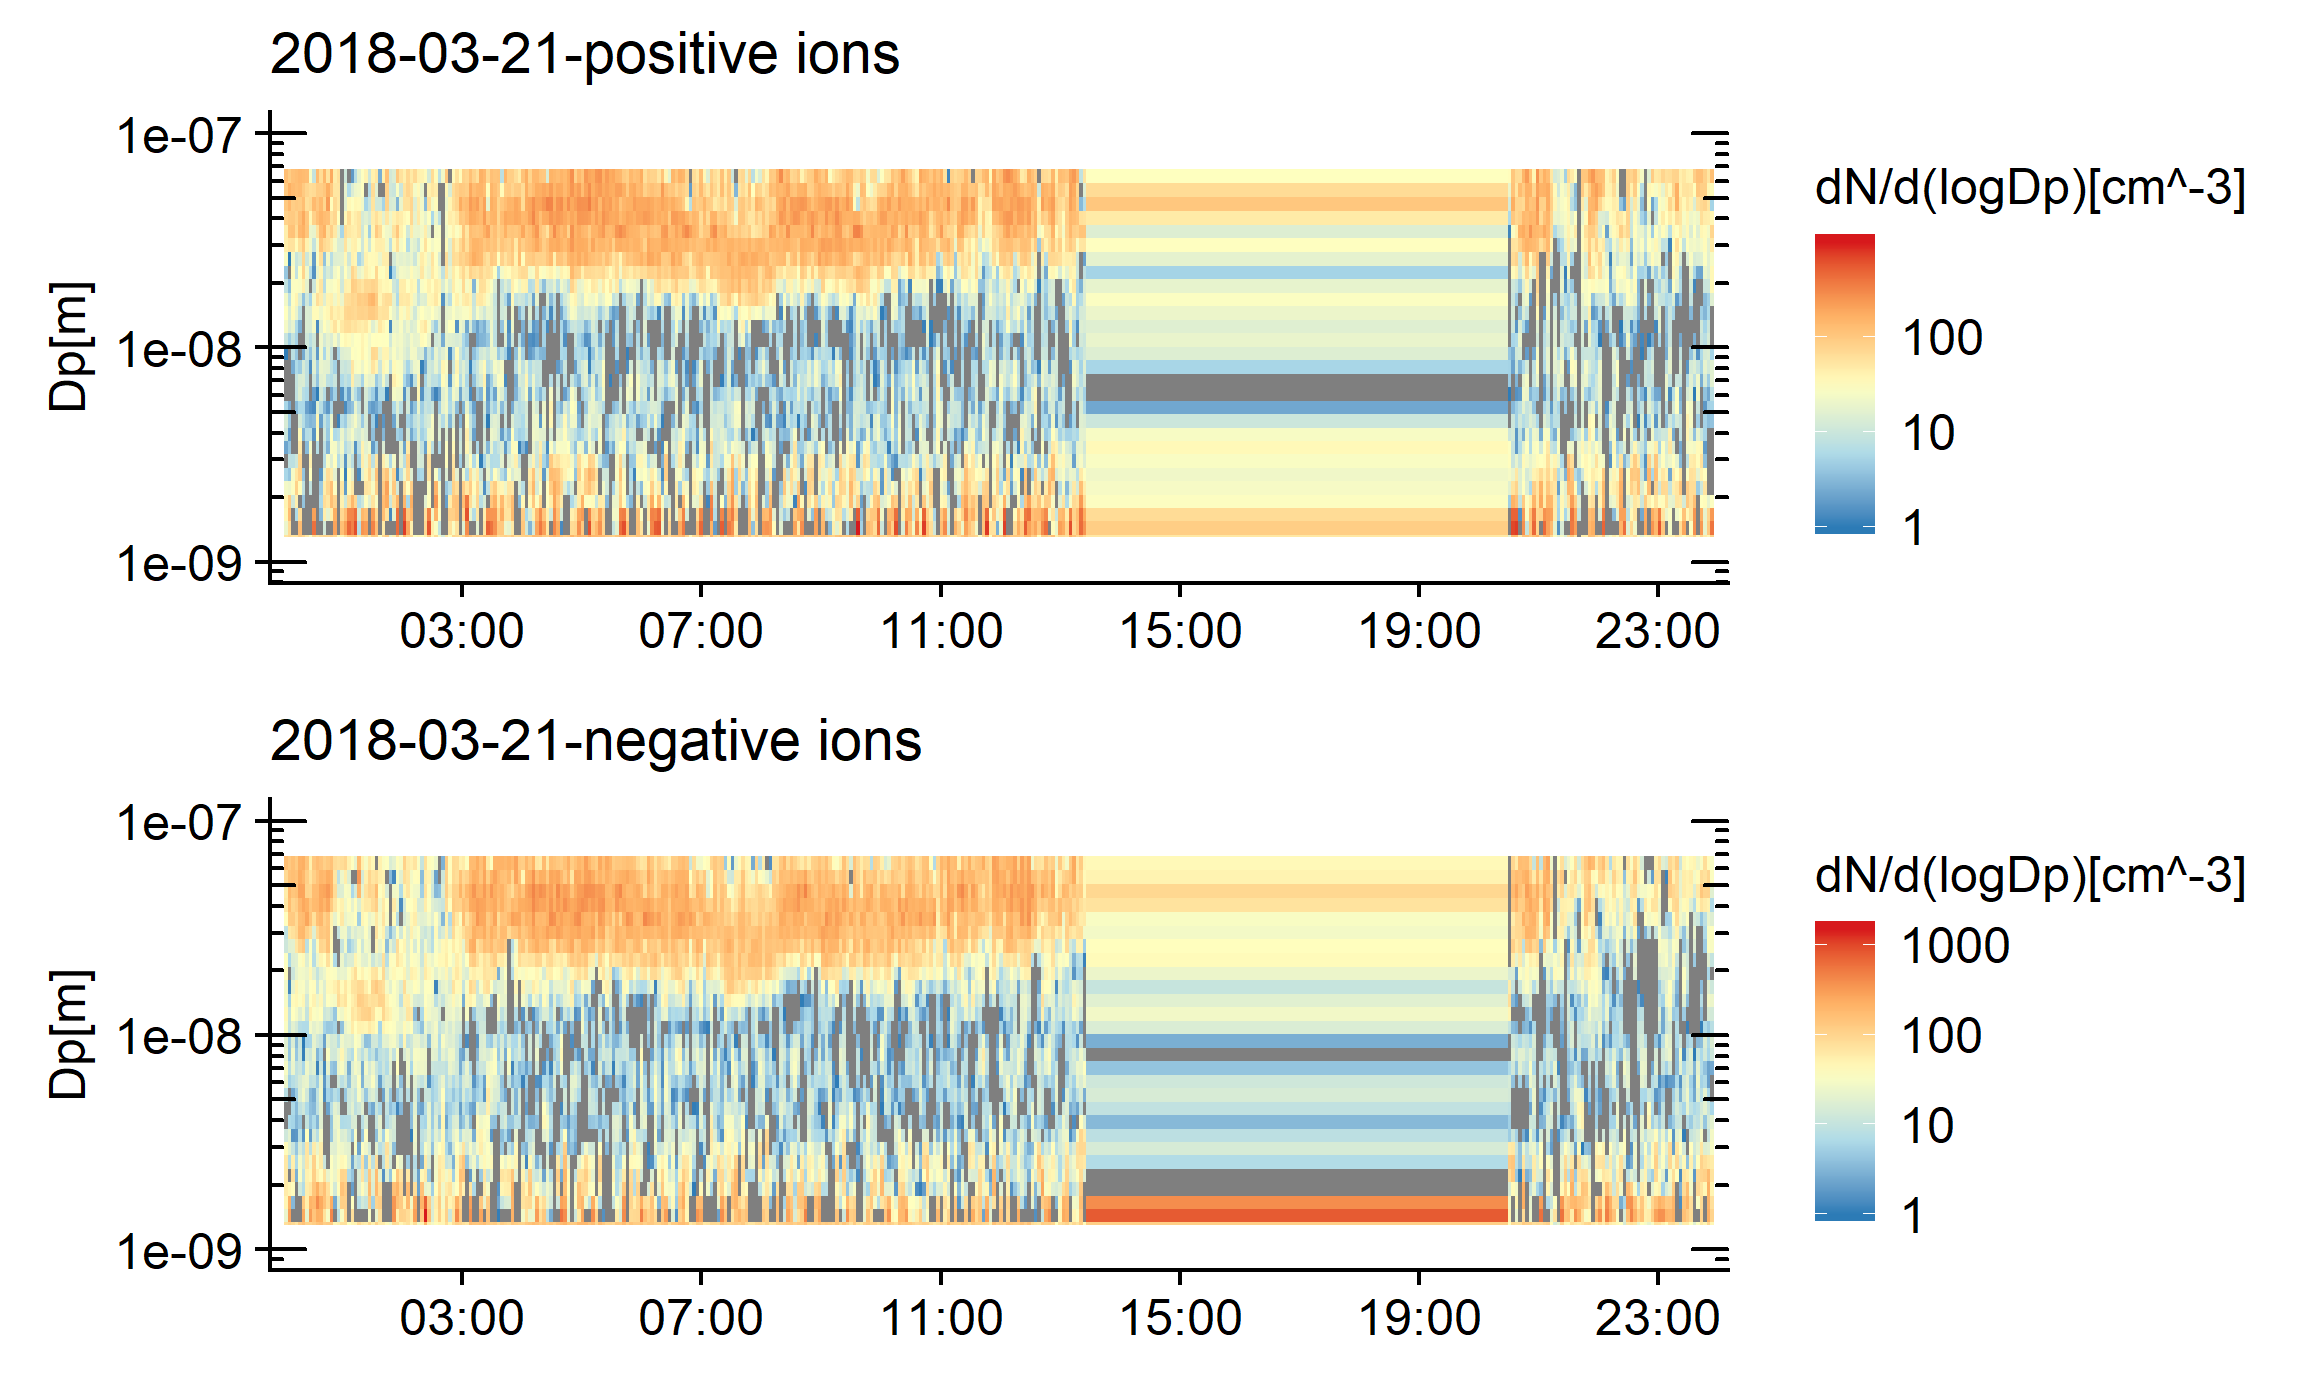 2018-03-21-positive ions
1e-07
1e-08
1e-09
Dp[m]
03:00 07:00 11:00 15:00 19:00 23:00
dN/d(logDp)[cm^-3]
100
10
1
2018-03-21-negative ions
1e-07
1e-08
1e-09
Dp[m]
03:00 07:00 11:00 15:00 19:00 23:00
dN/d(logDp)[cm^-3]
1000
100
10
1